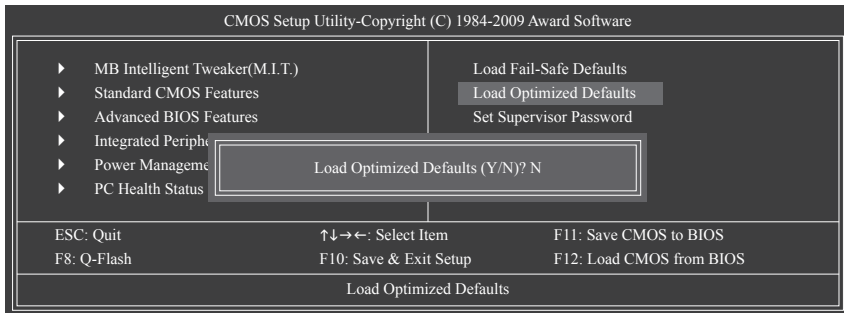 CMOS Setup Utility-Copyright (C) 1984-2009 Award Software
MB Intelligent Tweaker(M.I.T.)
Standard CMOS Features
Advanced BIOS Features
Integrated Periphe
Power Manageme
PC Health Status
Load Fail-Safe Defaults
Load Optimized Defaults
Set Supervisor Password
Load Optimized Defaults (Y/N)? N
ESC: Quit ↑↓→←: Select Item F11: Save CMOS to BIOS
F8: Q-Flash F10: Save & Exit Setup F12: Load CMOS from BIOS
Load Optimized Defaults